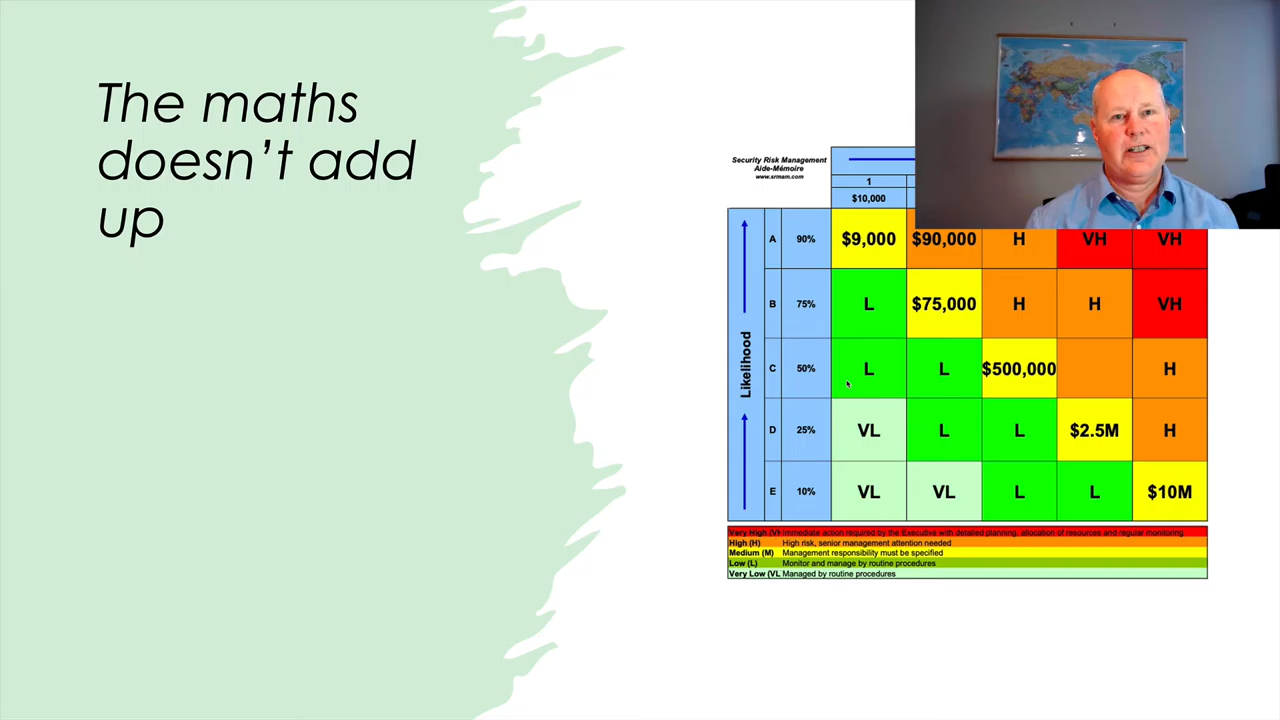 The maths
doesn't add
up
Security Risk Management
Aide-Mémoire
www.srmam.com
1
$10,000
Likelihood
A 90% $9,000 $90,000 H VH VH
B 75% L $75,000 H H VH
C 50% L L $500,000 H
D 25% VL L L $2.5M H
E 10% VL VL L L $10M
Very High (VH Immediate action required by the Executive with detailed planning, allocation of resources and regular monitoring
High (H) High risk, senior management attention needed
Medium (M) Management responsibility must be specified
Low (L) Monitor and manage by routine procedures
Very Low (VL Managed by routine procedures